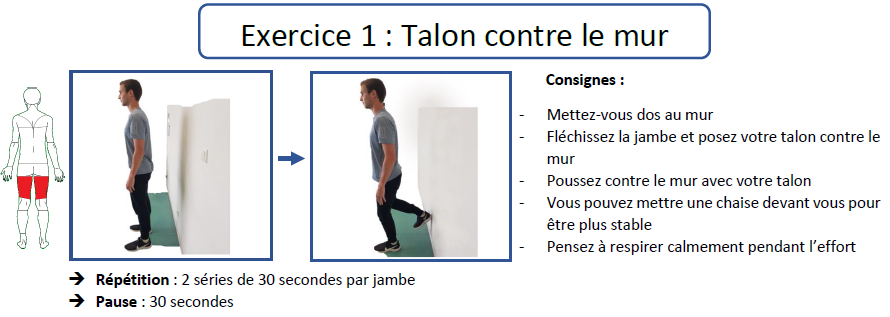 Exercice 1 : Talon contre le mur
Consignes :
- Mettez-vous dos au mur
- Fléchissez la jambe et posez votre talon contre le
mur
- Poussez contre le mur avec votre talon
- Vous pouvez mettre une chaise devant vous pour
être plus stable
- Pensez à respirer calmement pendant l’effort
➔ Répétition : 2 séries de 30 secondes par jambe
➔ Pause : 30 secondes